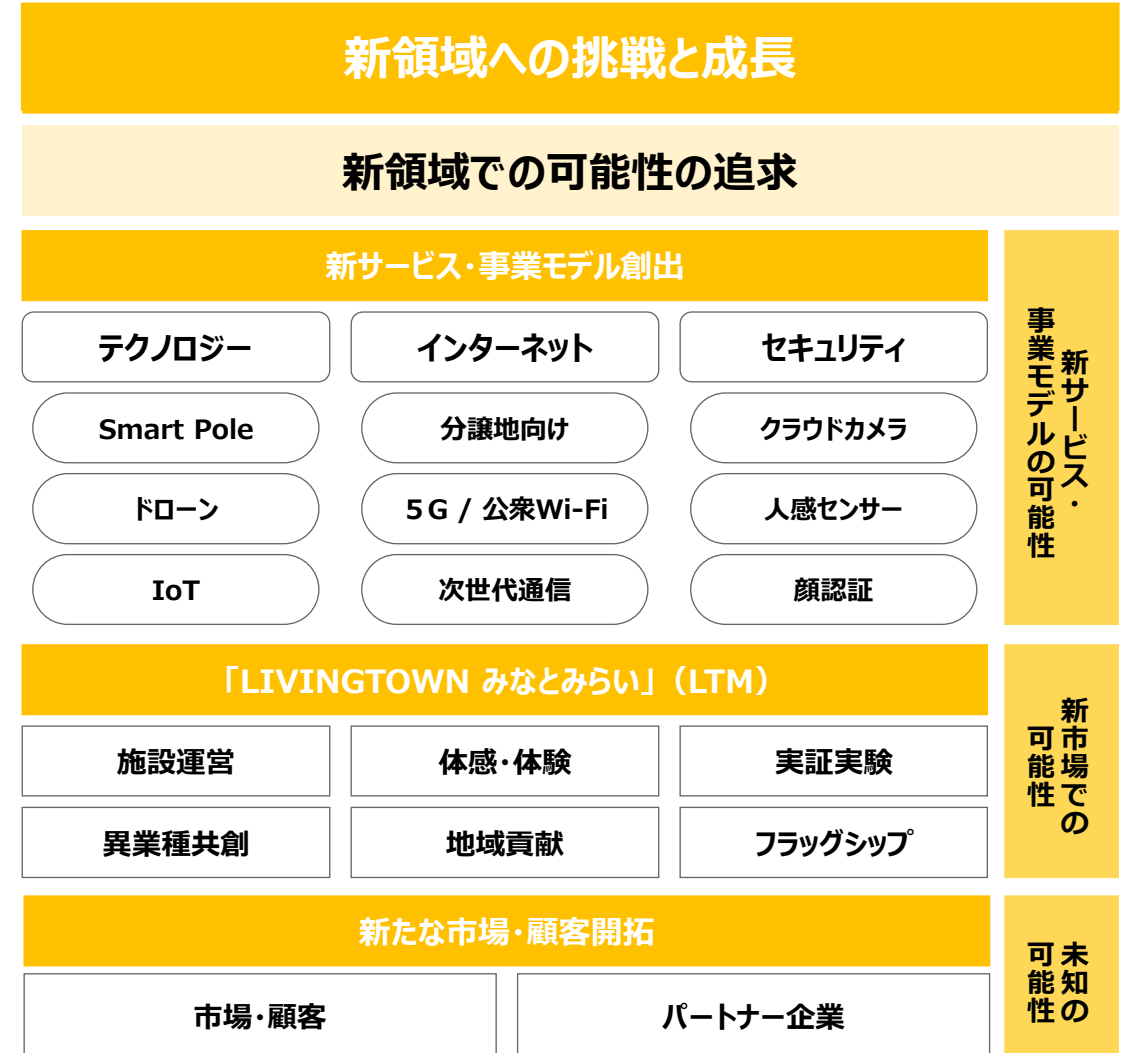 新領域への挑戦と成長
新領域での可能性の追求
新サービス・事業モデル創出
テクノロジー
インターネット
セキュリティ
Smart Pole
分譲地向け
クラウドカメラ
ドローン
5G / 公衆Wi-Fi
人感センサー
IoT
次世代通信
顔認証
新サービス・
事業モデルの可能性
「LIVINGTOWN みなとみらい」（LTM）
施設運営
体感・体験
実証実験
異業種共創
地域貢献
フラッグシップ
新市場での
可能性
新たな市場・顧客開拓
市場・顧客
パートナー企業
未知の
可能性